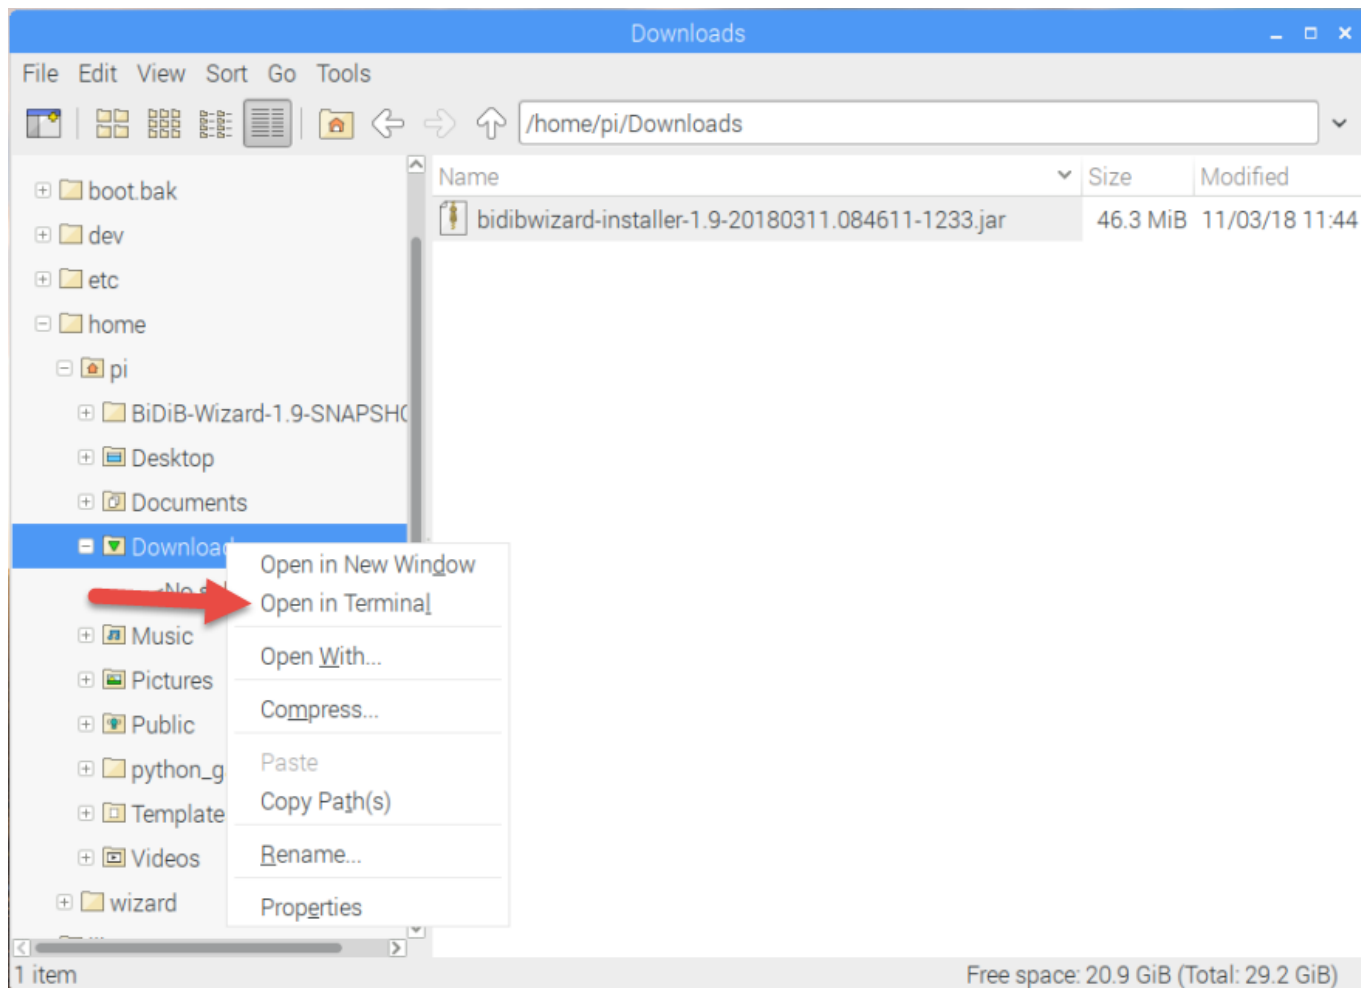 Downloads
File Edit View Sort Go Tools
/home/pi/Downloads
Name Size Modified
bidibwizard-installer-1.9-20180311.084611-1233.jar 46.3 MiB 11/03/18 11:44
boot.bak
dev
etc
home
pi
BiDiB-Wizard-1.9-SNAPSHO
Desktop
Documents
Download
<No s
Music
Pictures
Public
python_g
Template
Videos
wizard
Open in New Window
Open in Terminal
Open With...
Compress...
Paste
Copy Path(s)
Rename...
Properties
1 item
Free space: 20.9 GiB (Total: 29.2 GiB)